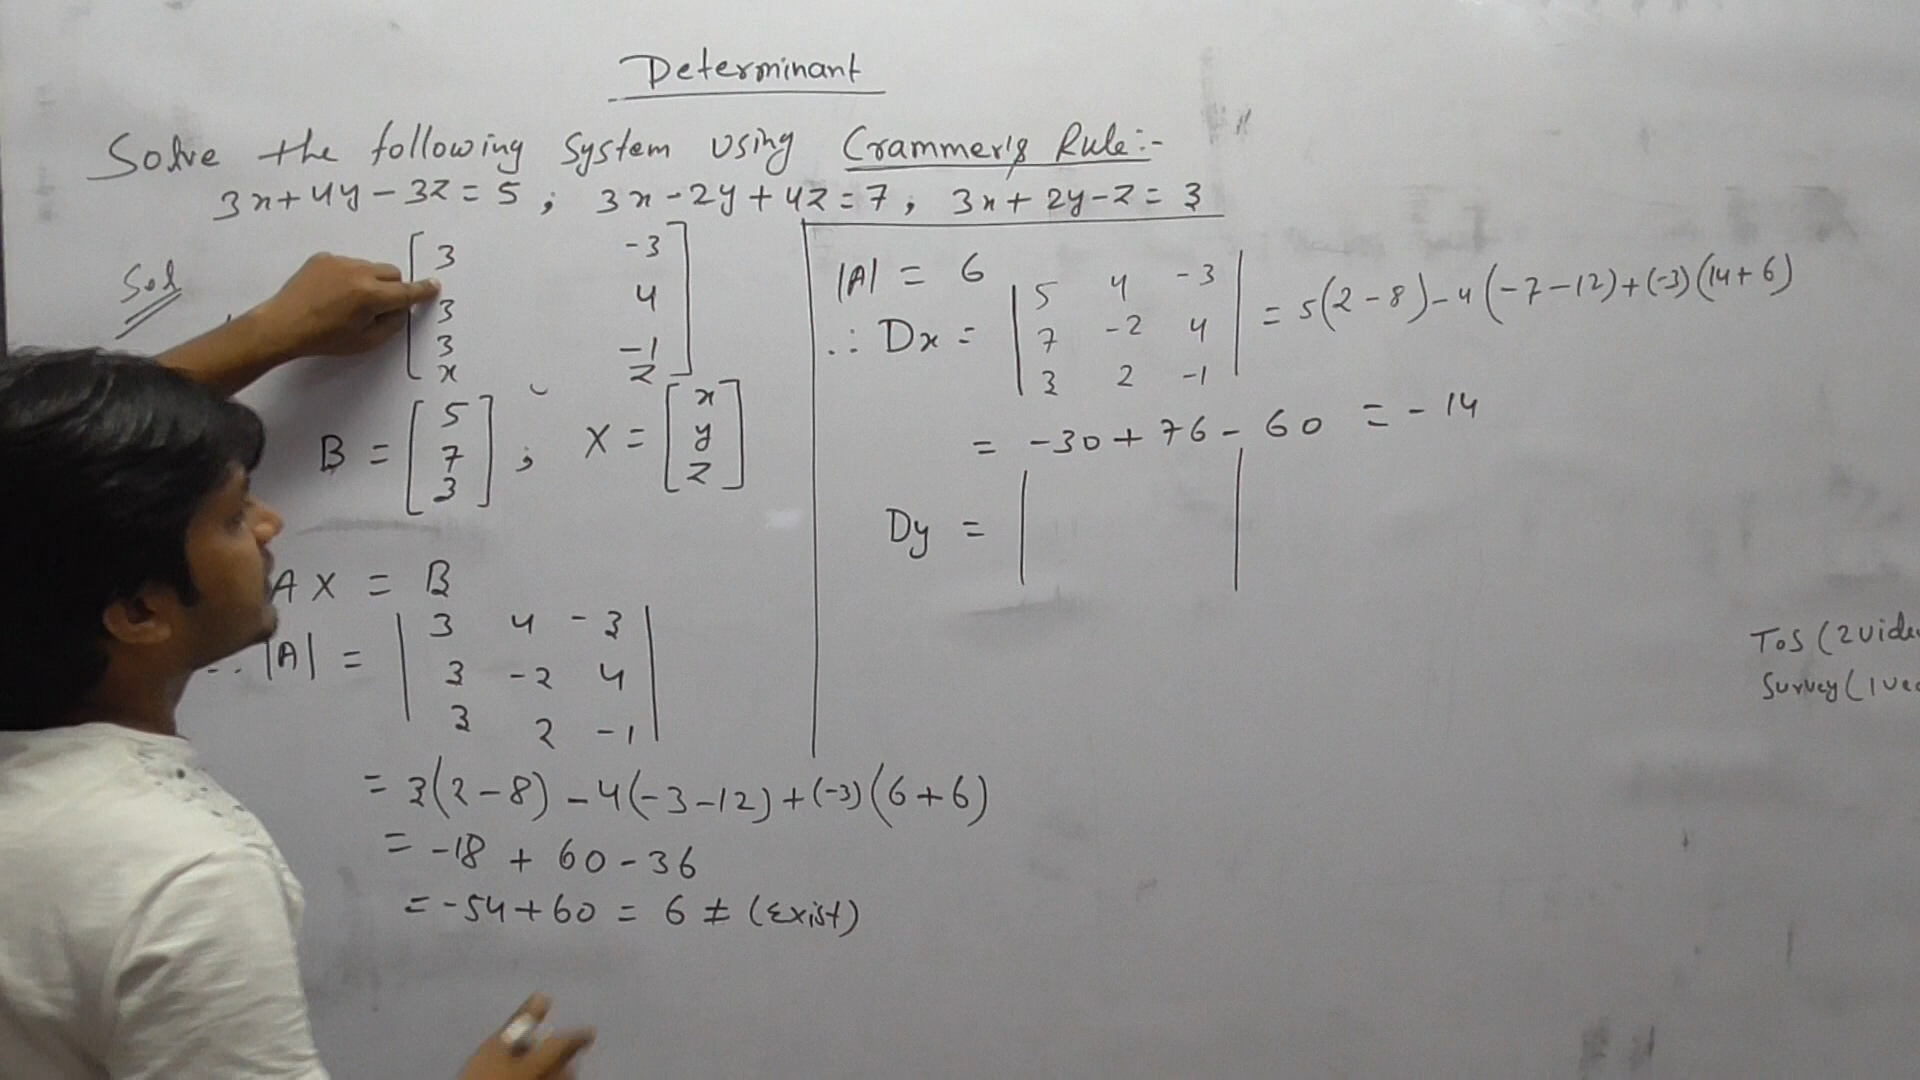 Determinant
Solve the following system using Crammer's Rule:-
3x+4y-3z=5 ; 3x-2y+4z=7 ; 3x+2y-z=3
Sol
[3 -3
3 4
3 -1]
x z
B = [5
7
3] ; X = [x
y
z]
AX = B
∴ |A| = |3 4 -3|
|3 -2 4|
|3 2 -1|
= 3(2-8)-4(-3-12)+(-3)(6+6)
= -18 + 60-36
= -54+60 = 6 ≠ (Exist)
|A| = 6
∴ Dx = |5 4 -3|
|7 -2 4|
|3 2 -1| = 5(2-8)-4(-7-12)+(-3)(14+6)
= -30+76-60 = -14
Dy = | |
ToS (2
Survey (1